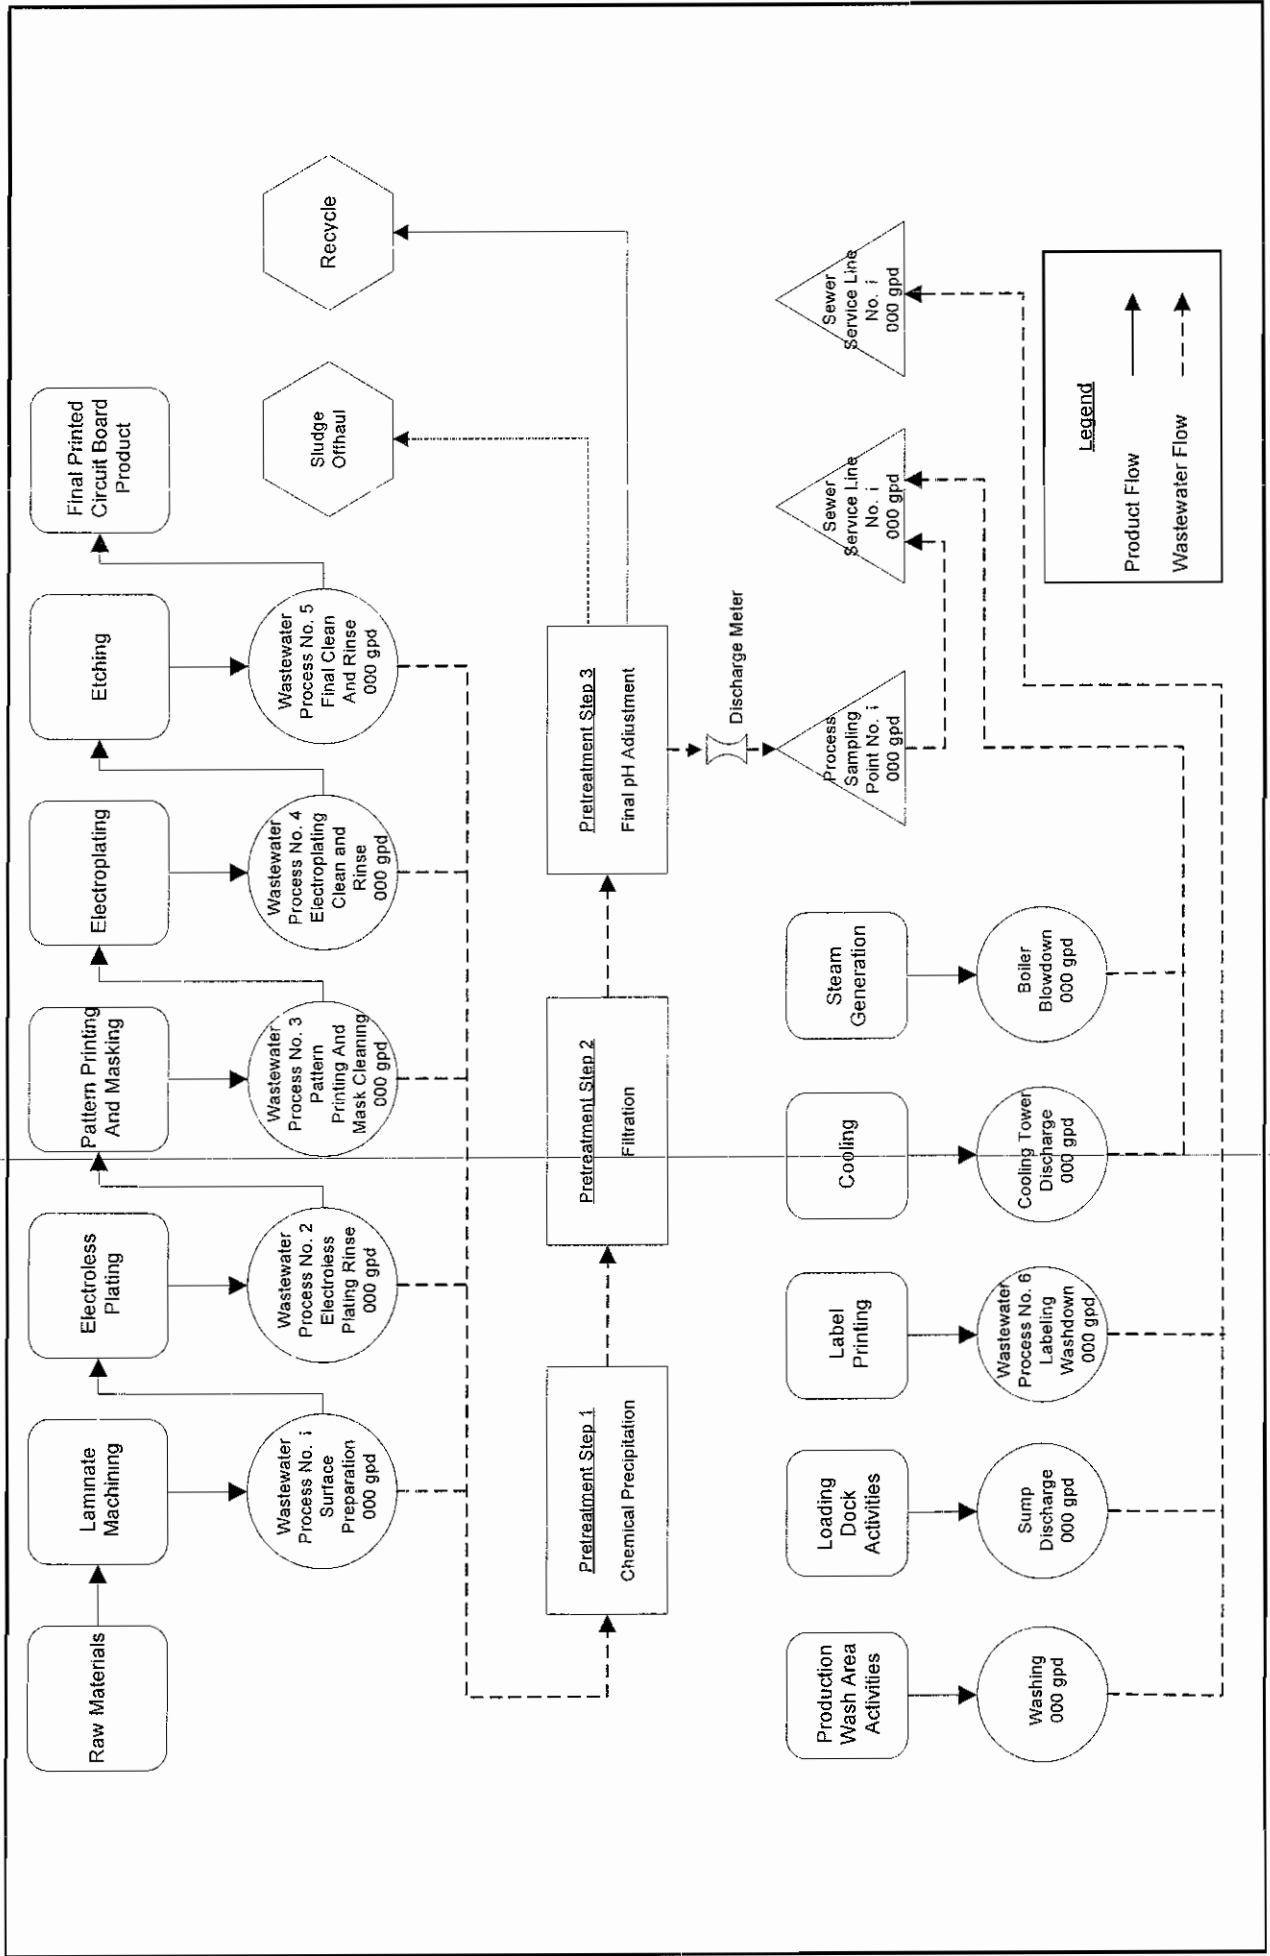 Raw Materials
Laminate
Machining
Electroless
Plating
Pattern Printing
And Masking
Electroplating
Etching
Final Printed
Circuit Board
Product
Wastewater
Process No. 1
Surface
Preparation
000 gpd
Wastewater
Process No. 2
Electroless
Plating Rinse
000 gpd
Wastewater
Process No. 3
Pattern
Printing And
Mask Cleaning
000 gpd
Wastewater
Process No. 4
Electroplating
Clean and
Rinse
000 gpd
Wastewater
Process No. 5
Final Clean
And Rinse
000 gpd
Sludge
Offhaul
Recycle
Pretreatment Step 1
Chemical Precipitation
Pretreatment Step 2
Filtration
Pretreatment Step 3
Final pH Adjustment
Discharge Meter
Process
Sampling
Point No. 1
000 gpd
Sewer
Service Line
No. 1
000 gpd
Sewer
Service Line
No. 1
000 gpd
Production
Wash Area
Activities
Loading
Dock
Activities
Label
Printing
Cooling
Steam
Generation
Washing
000 gpd
Sump
Discharge
000 gpd
Wastewater
Process No. 6
Labeling
Washdown
000 gpd
Cooling Tower
Discharge
000 gpd
Boiler
Blowdown
000 gpd
Legend
Product Flow
Wastewater Flow